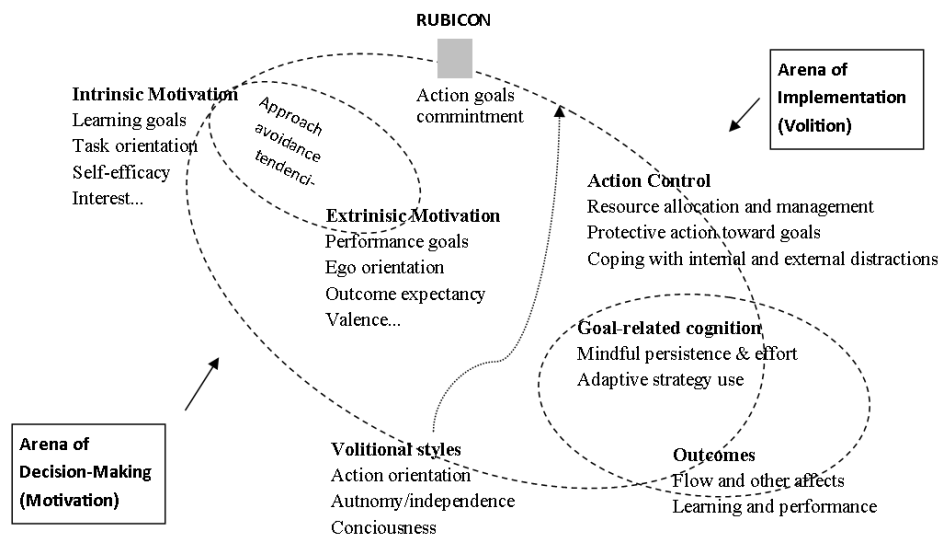 RUBICON
Action goals
commintment
Arena of
Implementation
(Volition)
Intrinsic Motivation
Learning goals
Task orientation
Self-efficacy
Interest...
Approach
avoidance
tendenci-
Extrinisic Motivation
Performance goals
Ego orientation
Outcome expectancy
Valence...
Action Control
Resource allocation and management
Protective action toward goals
Coping with internal and external distractions
Goal-related cognition
Mindful persistence & effort
Adaptive strategy use
Arena of
Decision-Making
(Motivation)
Volitional styles
Action orientation
Autnomy/independence
Conciousness
Outcomes
Flow and other affects
Learning and performance